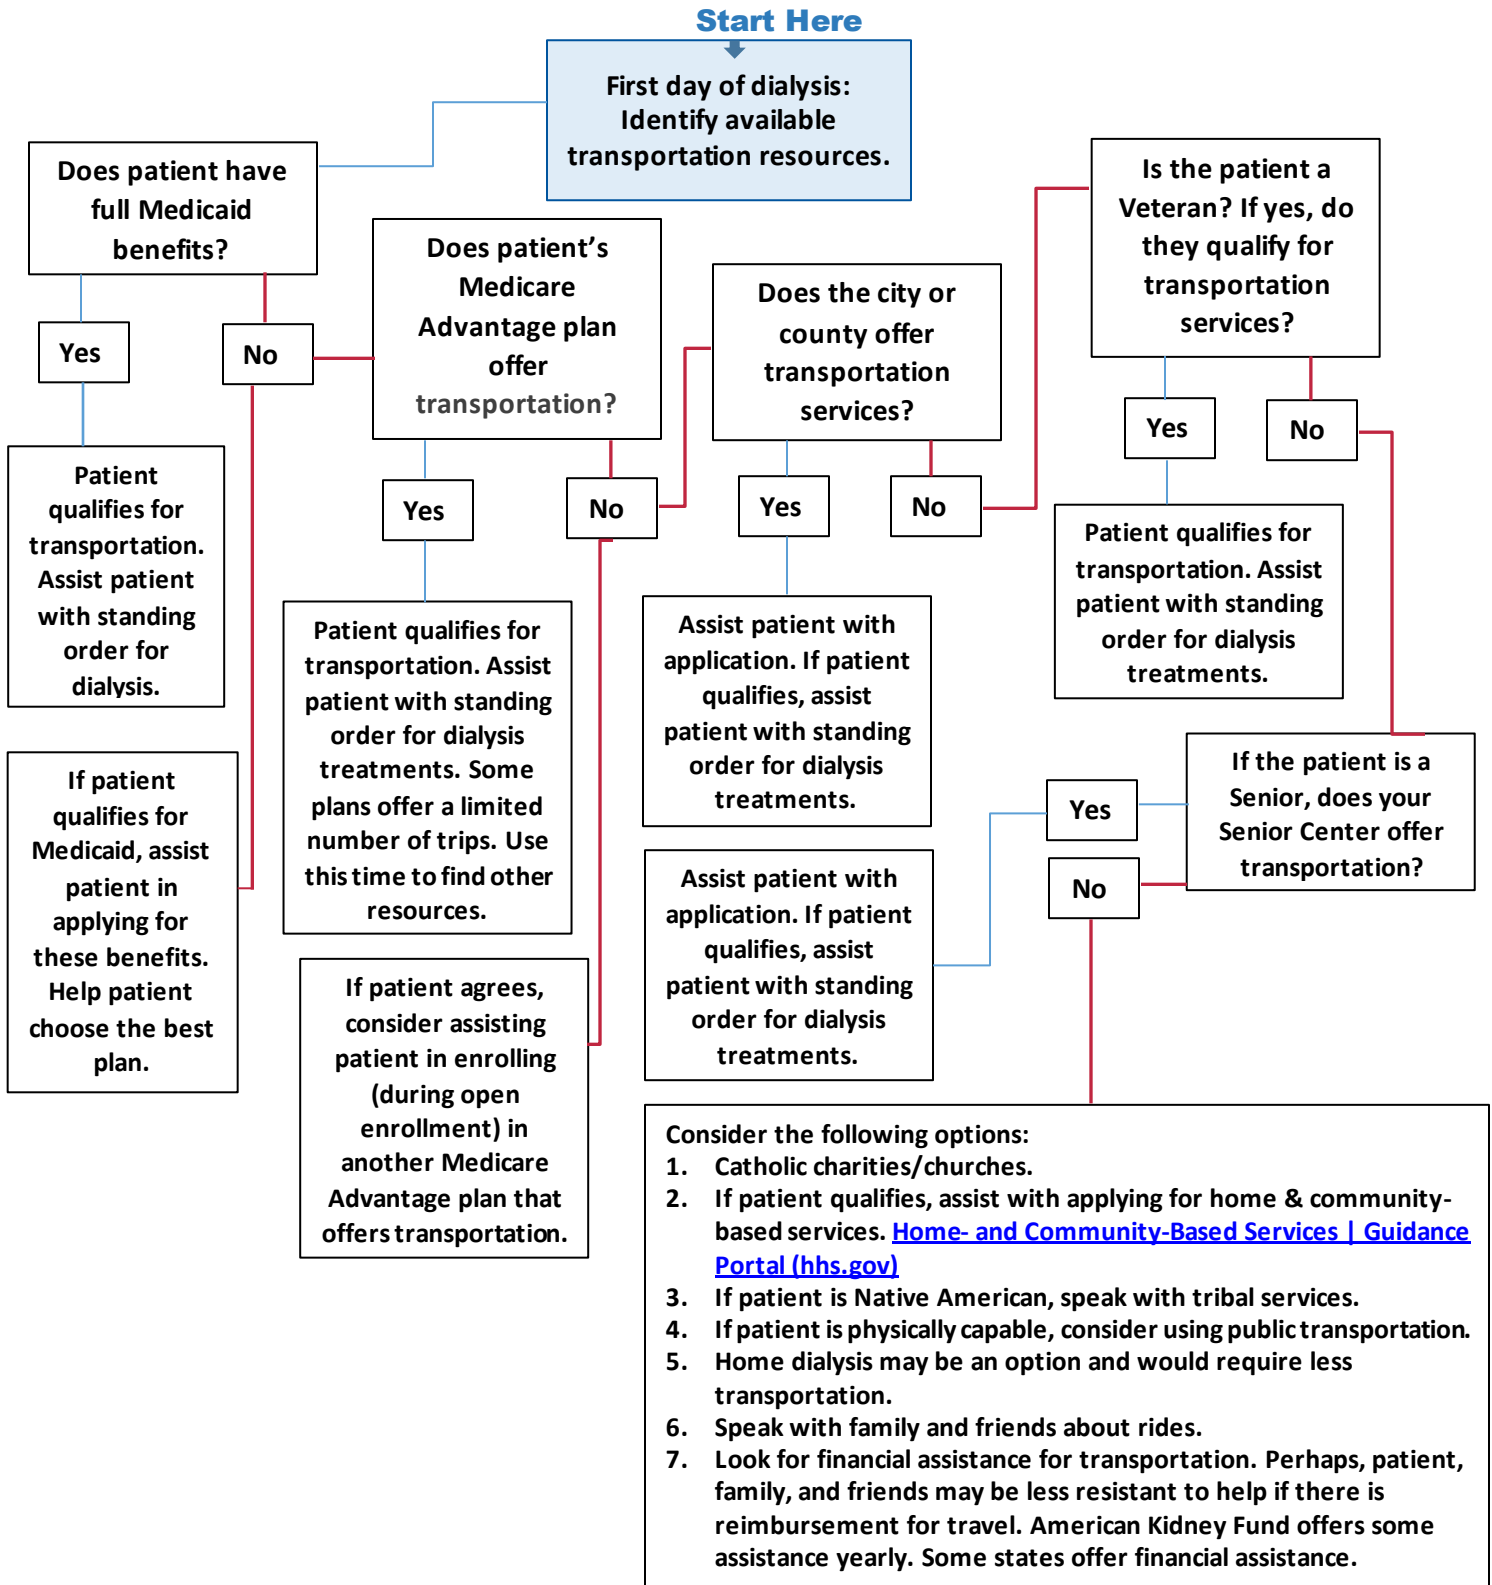 Start Here
First day of dialysis:
Identify available
transportation resources.
Does patient have
full Medicaid
benefits?
Yes
No
Patient
qualifies for
transportation.
Assist patient
with standing
order for
dialysis.
If patient
qualifies for
Medicaid, assist
patient in
applying for
these benefits.
Help patient
choose the best
plan.
Does patient’s
Medicare
Advantage plan
offer
transportation?
Yes
No
Patient qualifies for
transportation. Assist
patient with standing
order for dialysis
treatments. Some
plans offer a limited
number of trips. Use
this time to find other
resources.
If patient agrees,
consider assisting
patient in enrolling
(during open
enrollment) in
another Medicare
Advantage plan that
offers transportation.
Does the city or
county offer
transportation
services?
Yes
No
Assist patient with
application. If patient
qualifies, assist
patient with standing
order for dialysis
treatments.
Is the patient a
Veteran? If yes, do
they qualify for
transportation
services?
Yes
No
Patient qualifies for
transportation. Assist
patient with standing
order for dialysis
treatments.
If the patient is a
Senior, does your
Senior Center offer
transportation?
Yes
No
Assist patient with
application. If patient
qualifies, assist
patient with standing
order for dialysis
treatments.
Consider the following options:
1. Catholic charities/churches.
2. If patient qualifies, assist with applying for home & community-
based services. Home- and Community-Based Services | Guidance
Portal (hhs.gov)
3. If patient is Native American, speak with tribal services.
4. If patient is physically capable, consider using public transportation.
5. Home dialysis may be an option and would require less
transportation.
6. Speak with family and friends about rides.
7. Look for financial assistance for transportation. Perhaps, patient,
family, and friends may be less resistant to help if there is
reimbursement for travel. American Kidney Fund offers some
assistance yearly. Some states offer financial assistance.